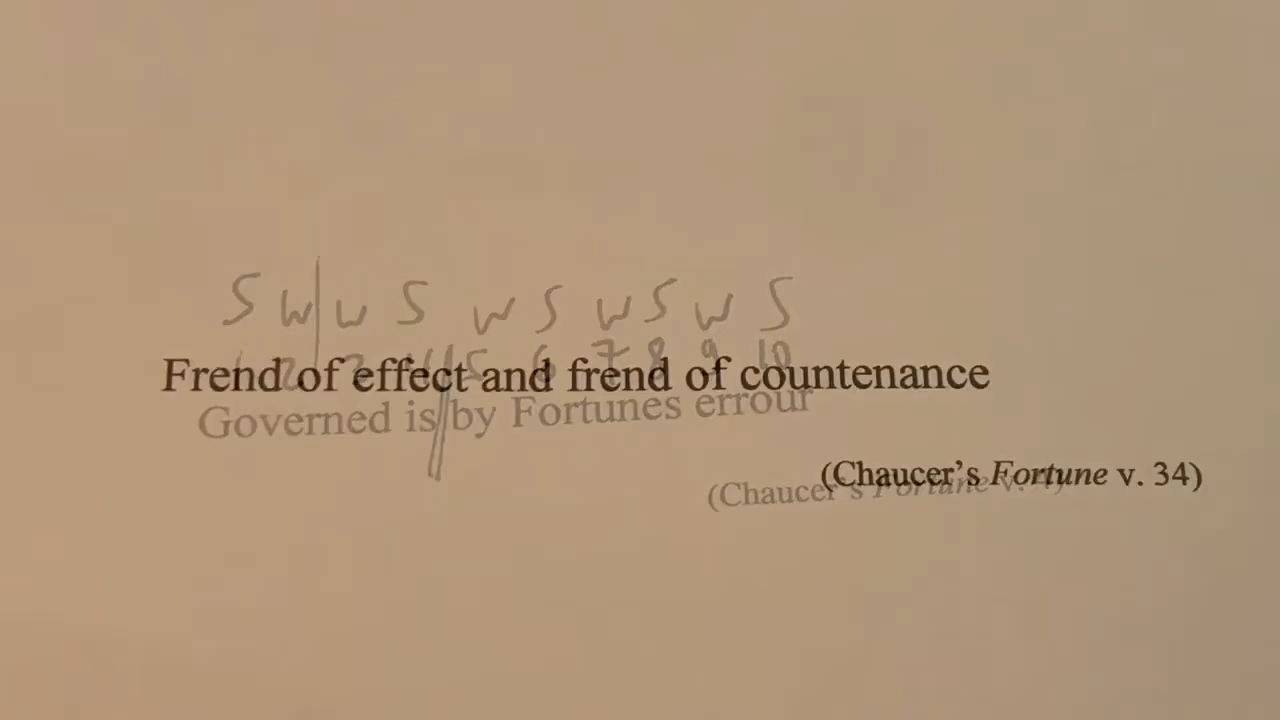 S W | W S W S W S W S
1 2 3 4 5 6 7 8 9 10
Frend of effect and frend of countenance
Governed is || by Fortunes errour
(Chaucer's Fortune v. 34)
(Chaucer's Fortune v. 4)